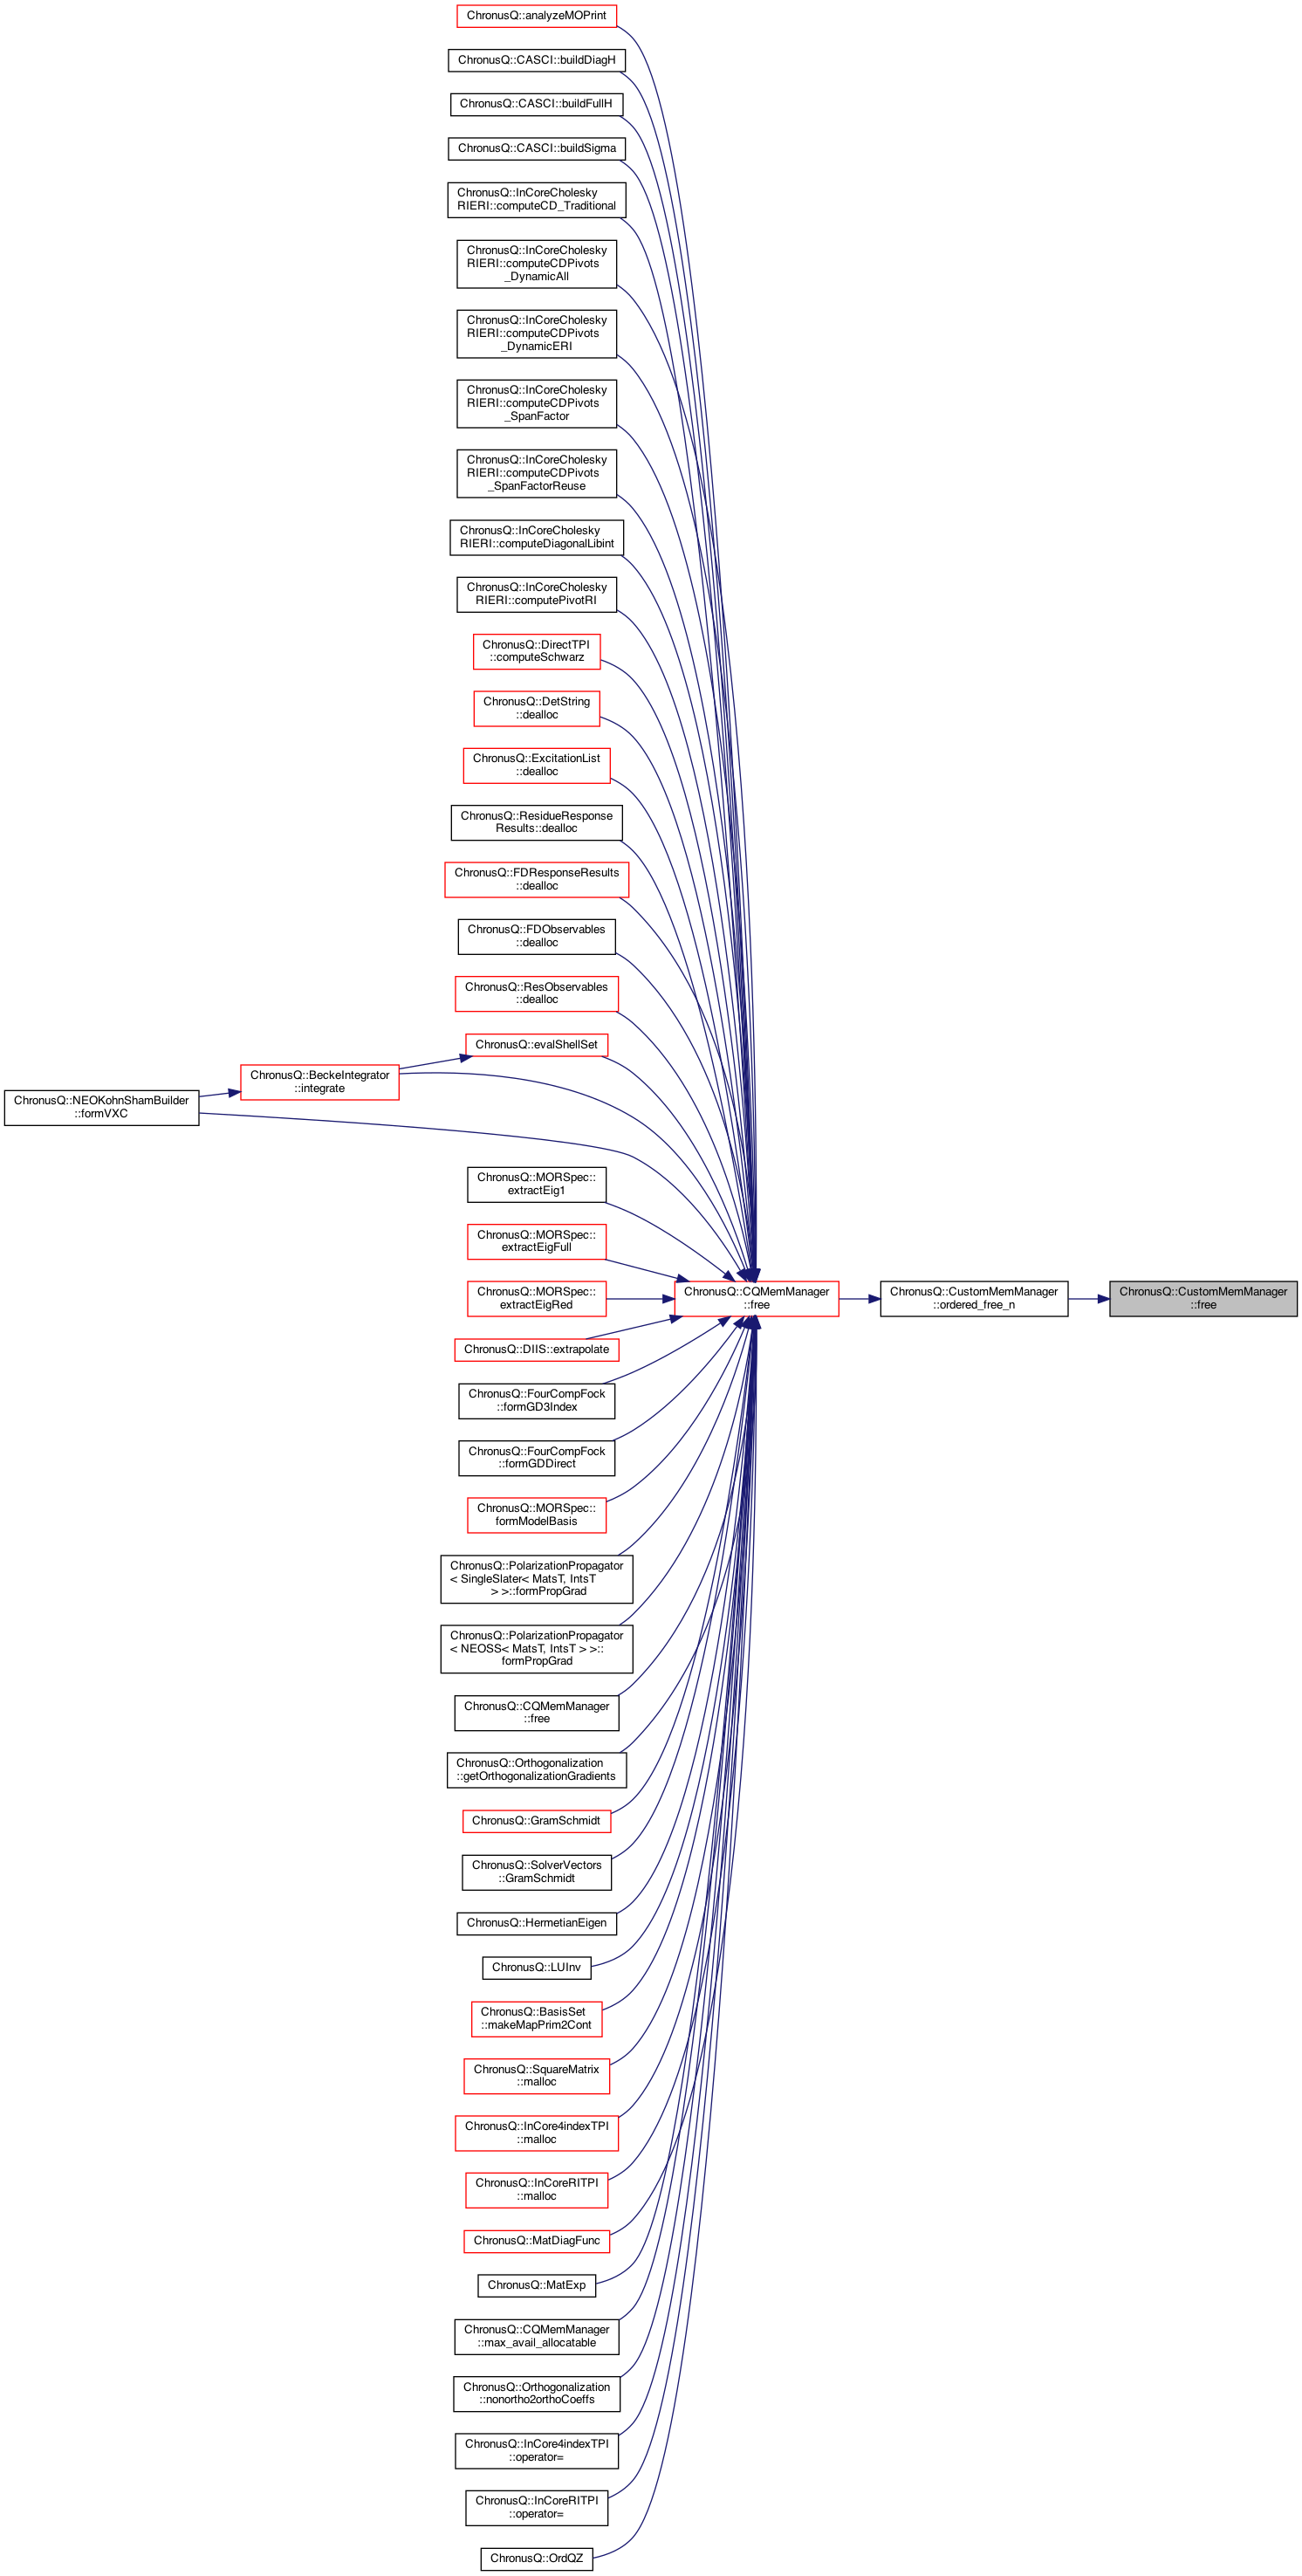 ChronusQ::analyzeMOPrint
ChronusQ::CASCI::buildDiagH
ChronusQ::CASCI::buildFullH
ChronusQ::CASCI::buildSigma
ChronusQ::InCoreCholesky
RIERI::computeCD_Traditional
ChronusQ::InCoreCholesky
RIERI::computeCDPivots
_DynamicAll
ChronusQ::InCoreCholesky
RIERI::computeCDPivots
_DynamicERI
ChronusQ::InCoreCholesky
RIERI::computeCDPivots
_SpanFactor
ChronusQ::InCoreCholesky
RIERI::computeCDPivots
_SpanFactorReuse
ChronusQ::InCoreCholesky
RIERI::computeDiagonalLibint
ChronusQ::InCoreCholesky
RIERI::computePivotRI
ChronusQ::DirectTPI
::computeSchwarz
ChronusQ::DetString
::dealloc
ChronusQ::ExcitationList
::dealloc
ChronusQ::ResidueResponse
Results::dealloc
ChronusQ::FDResponseResults
::dealloc
ChronusQ::FDObservables
::dealloc
ChronusQ::ResObservables
::dealloc
ChronusQ::evalShellSet
ChronusQ::BeckeIntegrator
::integrate
ChronusQ::NEOKohnShamBuilder
::formVXC
ChronusQ::MORSpec::
extractEig1
ChronusQ::MORSpec::
extractEigFull
ChronusQ::MORSpec::
extractEigRed
ChronusQ::CQMemManager
::free
ChronusQ::CustomMemManager
::ordered_free_n
ChronusQ::CustomMemManager
::free
ChronusQ::DIIS::extrapolate
ChronusQ::FourCompFock
::formGD3Index
ChronusQ::FourCompFock
::formGDDirect
ChronusQ::MORSpec::
formModelBasis
ChronusQ::PolarizationPropagator
< SingleSlater< MatsT, IntsT
> >::formPropGrad
ChronusQ::PolarizationPropagator
< NEOSS< MatsT, IntsT > >::
formPropGrad
ChronusQ::CQMemManager
::free
ChronusQ::Orthogonalization
::getOrthogonalizationGradients
ChronusQ::GramSchmidt
ChronusQ::SolverVectors
::GramSchmidt
ChronusQ::HermetianEigen
ChronusQ::LUInv
ChronusQ::BasisSet
::makeMapPrim2Cont
ChronusQ::SquareMatrix
::malloc
ChronusQ::InCore4indexTPI
::malloc
ChronusQ::InCoreRITPI
::malloc
ChronusQ::MatDiagFunc
ChronusQ::MatExp
ChronusQ::CQMemManager
::max_avail_allocatable
ChronusQ::Orthogonalization
::nonortho2orthoCoeffs
ChronusQ::InCore4indexTPI
::operator=
ChronusQ::InCoreRITPI
::operator=
ChronusQ::OrdQZ